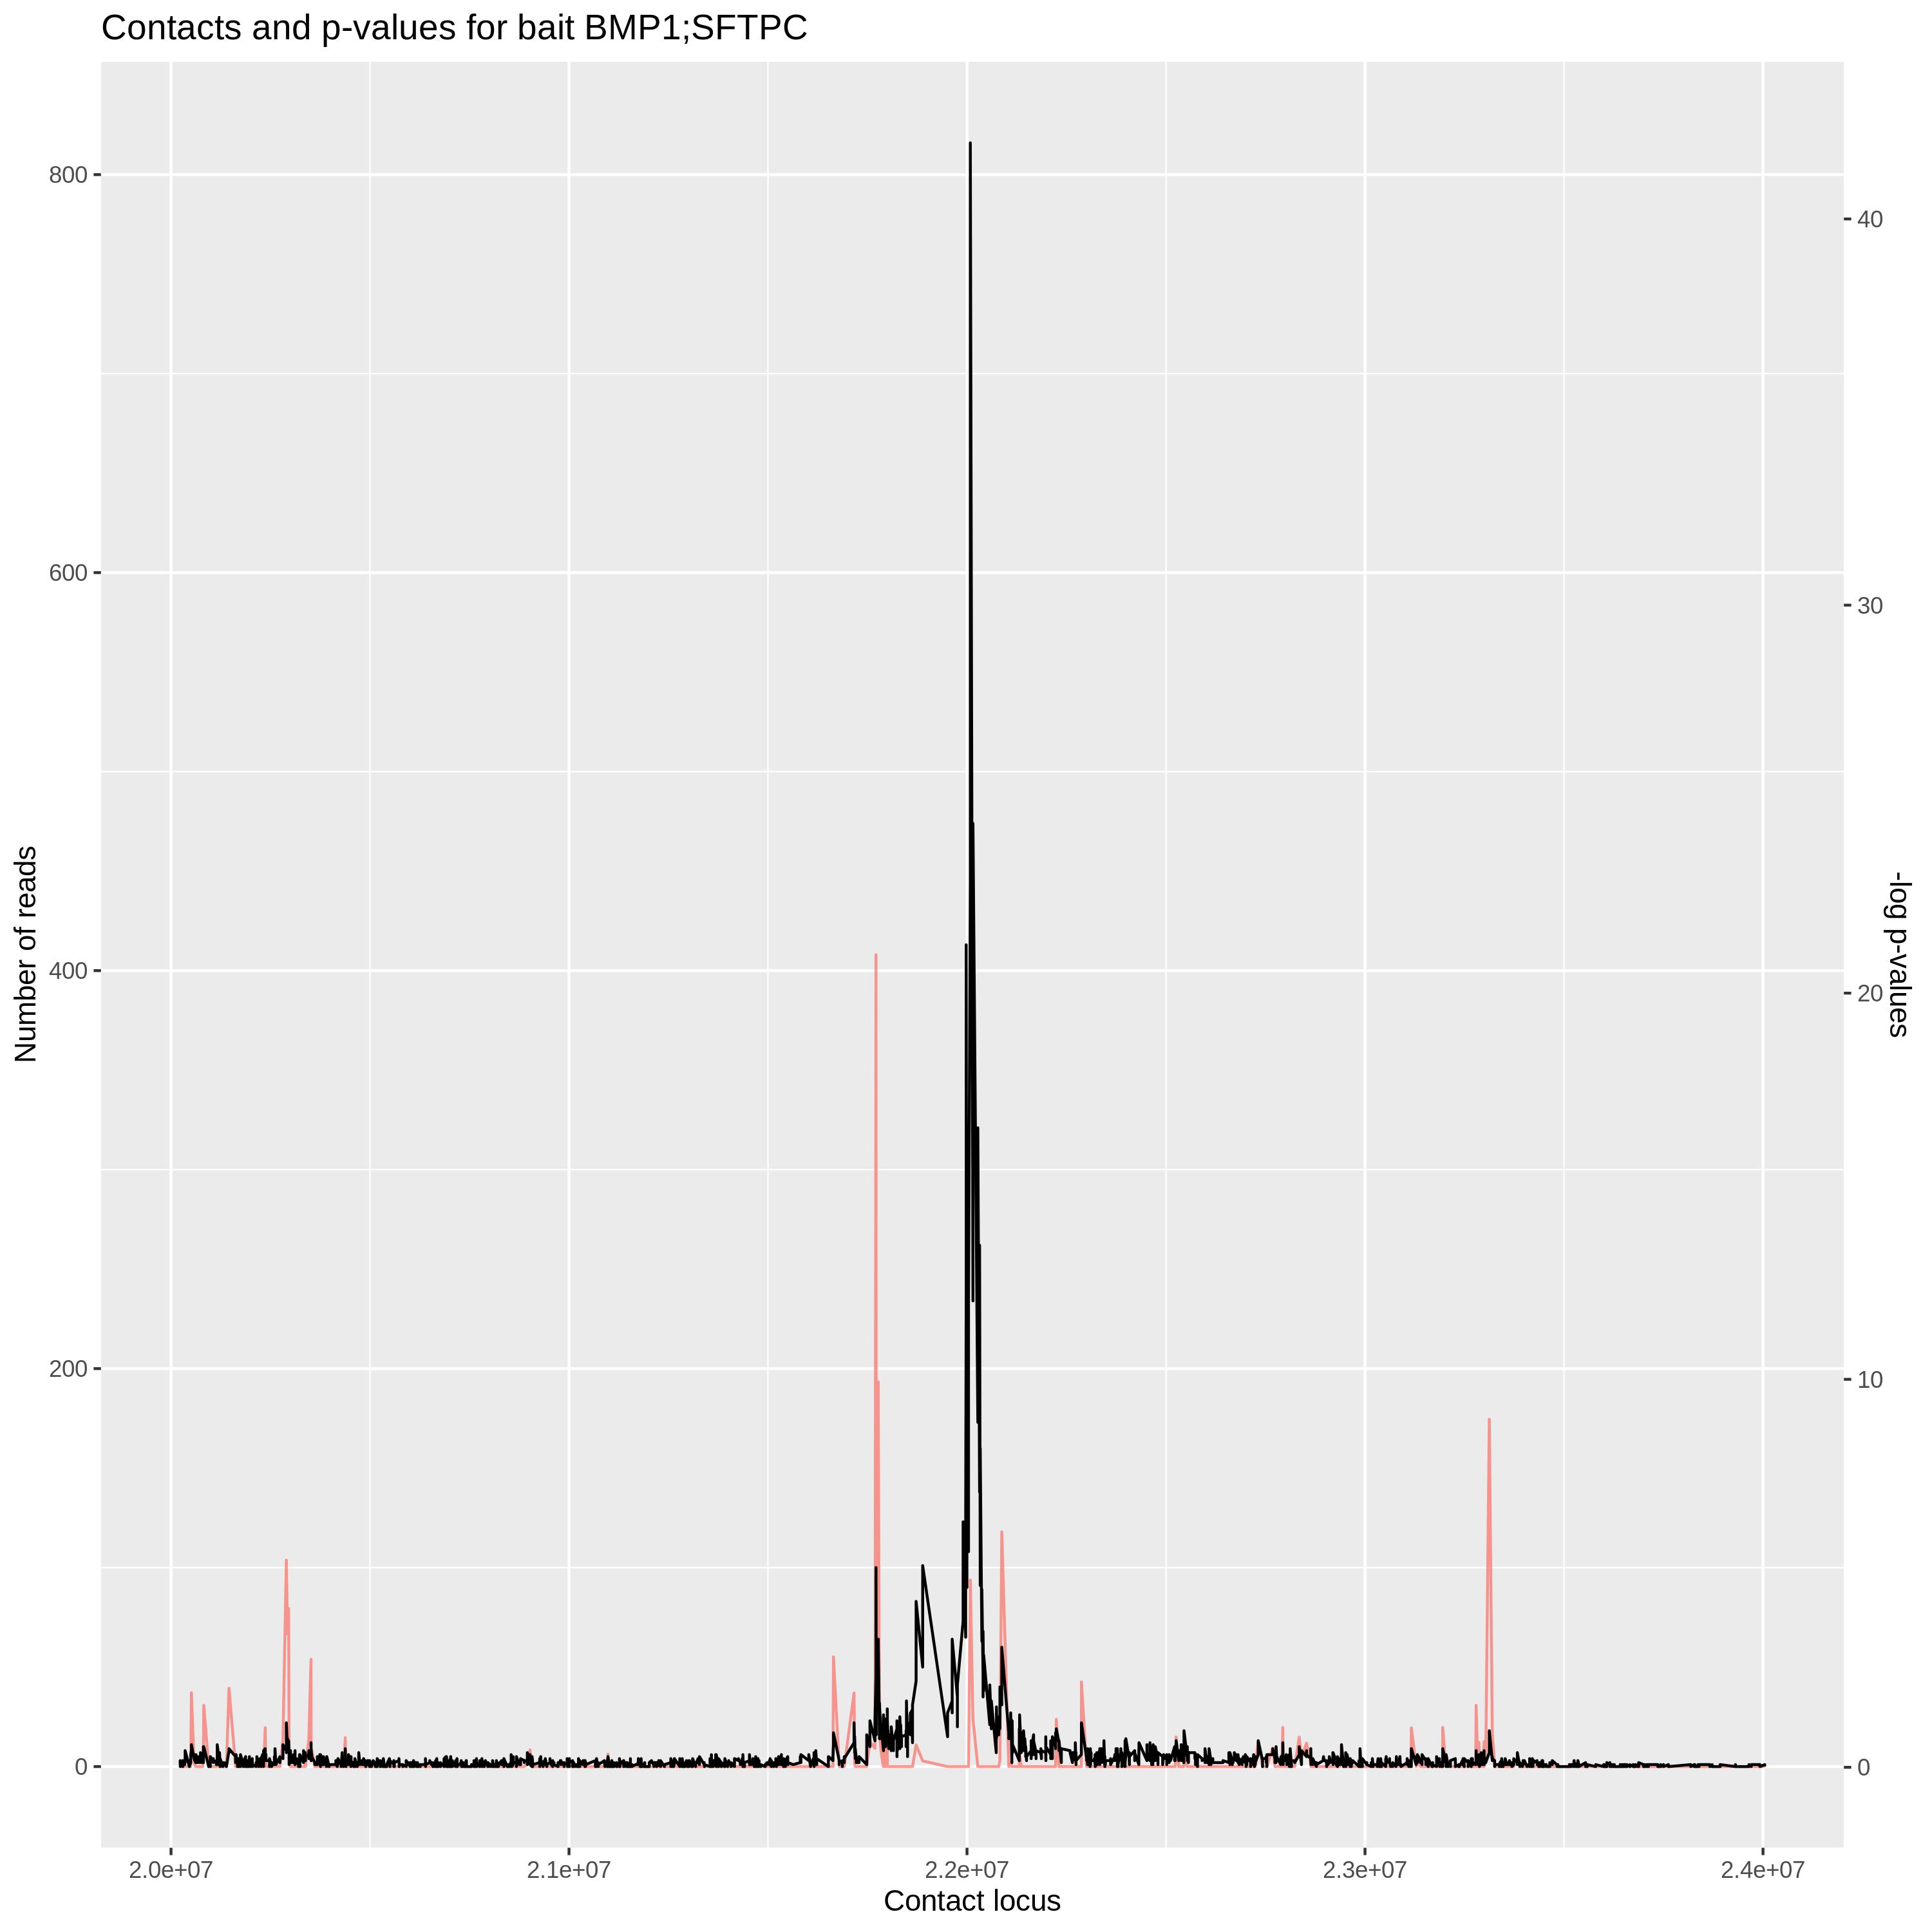 Contacts and p-values for bait BMP1;SFTPC
800
600
400
200
0
Number of reads
40
30
20
10
0
-log p-values
2.0e+07 2.1e+07 2.2e+07 2.3e+07 2.4e+07
Contact locus